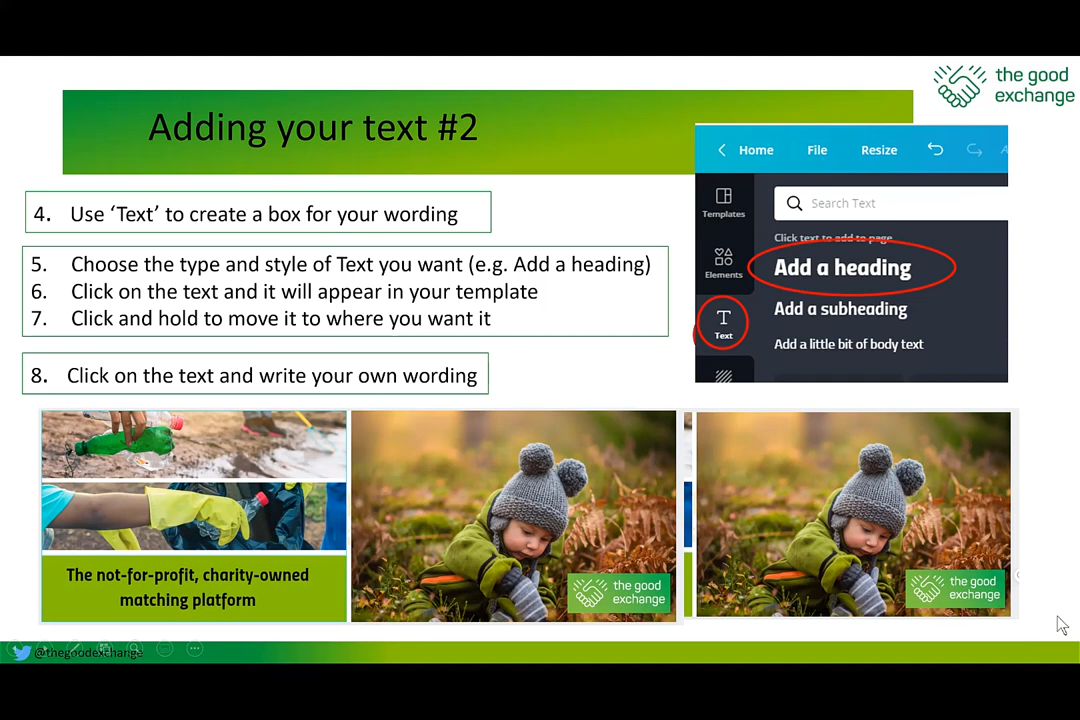 the good
exchange
Adding your text #2
Home File Resize
4. Use ‘Text’ to create a box for your wording
Templates
Search Text
Click text to add to page
5. Choose the type and style of Text you want (e.g. Add a heading)
6. Click on the text and it will appear in your template
7. Click and hold to move it to where you want it
Elements
Add a heading
Text
Add a subheading
Add a little bit of body text
8. Click on the text and write your own wording
The not-for-profit, charity-owned
matching platform
the good
exchange
the good
exchange
@thegoodexchange